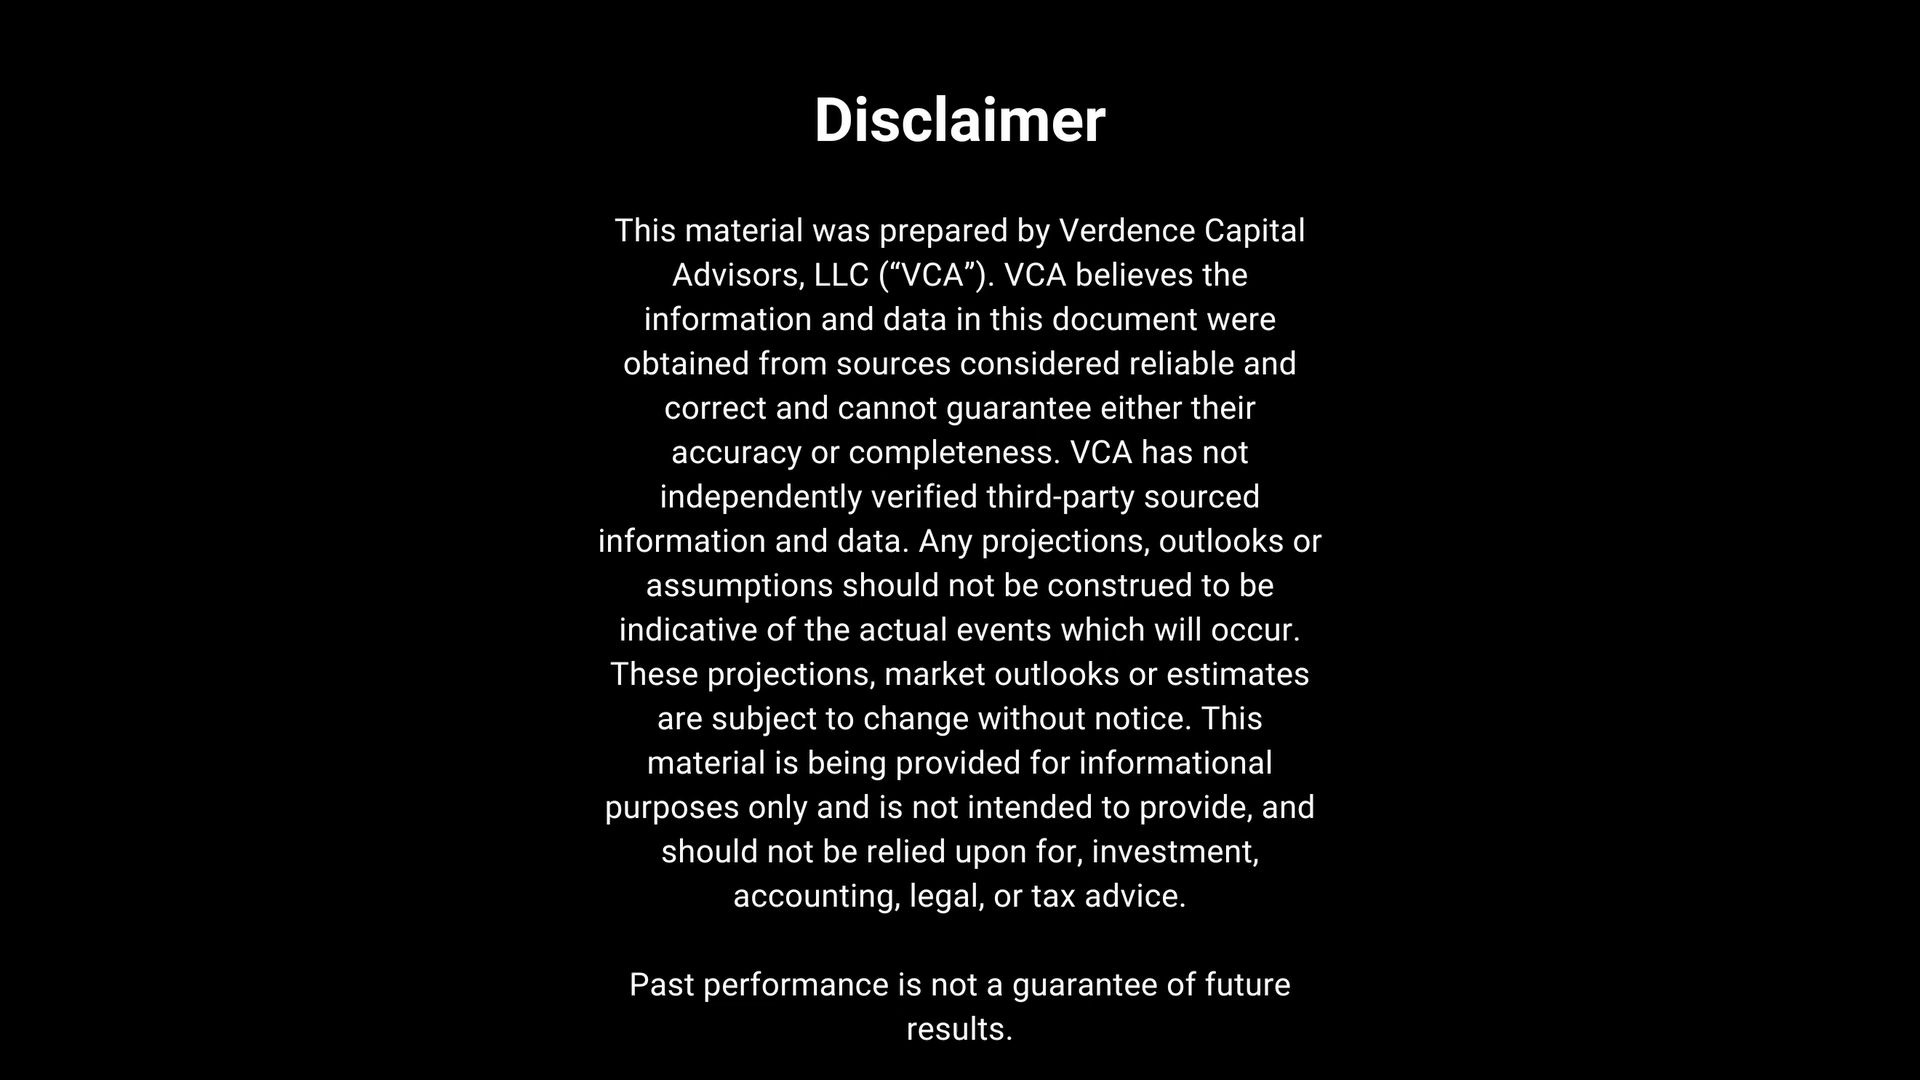 Disclaimer
This material was prepared by Verdence Capital
Advisors, LLC (“VCA”). VCA believes the
information and data in this document were
obtained from sources considered reliable and
correct and cannot guarantee either their
accuracy or completeness. VCA has not
independently verified third-party sourced
information and data. Any projections, outlooks or
assumptions should not be construed to be
indicative of the actual events which will occur.
These projections, market outlooks or estimates
are subject to change without notice. This
material is being provided for informational
purposes only and is not intended to provide, and
should not be relied upon for, investment,
accounting, legal, or tax advice.
Past performance is not a guarantee of future
results.